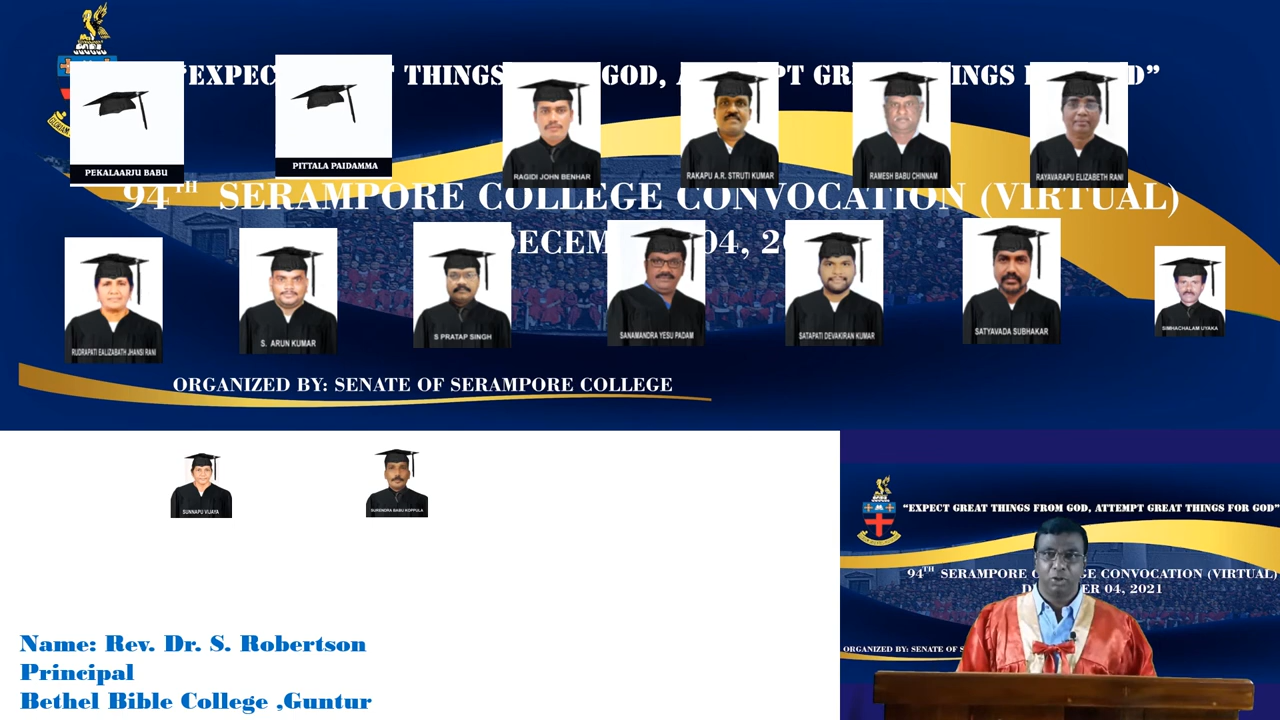 “EXPEC THINGS GOD, A PT GR INGS D”
PEKALAARJU BABU
PITTALA PAIDAMMA
RAGIDI JOHN BENHAR
RAKAPU A.R. STRUTI KUMAR
RAMESH BABU CHINNAM
RAYAVARAPU ELIZABETH RANI
94TH SERAMPORE COLLEGE CONVOCATION (VIRTUAL)
DECEM 04, 2
RUDRAPATI EALIZABATH JHANSI RANI
S. ARUN KUMAR
S PRATAP SINGH
SANAMANDRA YESU PADAM
SATAPATI DEVAKIRAN KUMAR
SATYAVADA SUBHAKAR
SIMHACHALAM UYAKA
ORGANIZED BY: SENATE OF SERAMPORE COLLEGE
SUNNAPU VIJAYA
SURENDRA BABU KOPPULA
Name: Rev. Dr. S. Robertson
Principal
Bethel Bible College ,Guntur
“EXPECT GREAT THINGS FROM GOD, ATTEMPT GREAT THINGS FOR GOD”
94TH SERAMPORE C GE CONVOCATION (VIRTUAL)
D ER 04, 2021
ORGANIZED BY: SENATE OF S